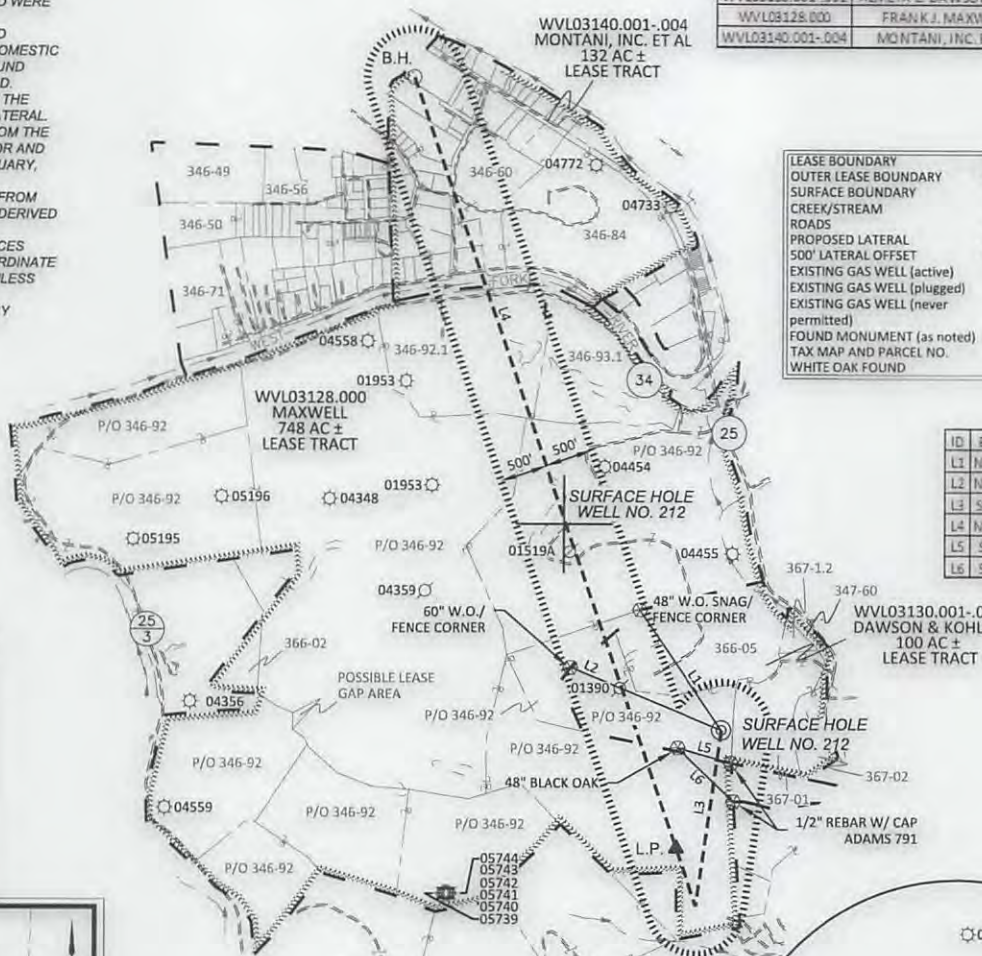 WERE
OMESTIC
UND
D.
THE
ATERAL.
OM THE
OR AND
UARY,
FROM
DERIVED
CES
RDINATE
LESS
Y
WVL03128.000 FRANK J. MAXW
WVL03140.001-.004 MONTANI, INC. E
WVL03140.001-.004
MONTANI, INC. ET AL
132 AC ±
LEASE TRACT
B.H.
LEASE BOUNDARY
OUTER LEASE BOUNDARY
SURFACE BOUNDARY
CREEK/STREAM
ROADS
PROPOSED LATERAL
500' LATERAL OFFSET
EXISTING GAS WELL (active)
EXISTING GAS WELL (plugged)
EXISTING GAS WELL (never
permitted)
FOUND MONUMENT (as noted)
TAX MAP AND PARCEL NO.
WHITE OAK FOUND
346-49
346-56
346-60
04772
346-50
04733
346-84
346-71
WEST
FORK
RIVER
L4
04558
346-92.1
346-93.1
01953
34
WVL03128.000
MAXWELL
748 AC ±
LEASE TRACT
P/O 346-92
25
P/O 346-92
500'
500'
04454
ID
L1 N
L2 N
L3 S
L4 N
L5 S
L6 S
P/O 346-92
05196
04348
01953
SURFACE HOLE
WELL NO. 212
05195
P/O 346-92
01519A
04455
367-1.2
347-60
04359
60" W.O./
FENCE CORNER
48" W.O. SNAG/
FENCE CORNER
WVL03130.001-.0
DAWSON & KOHL
100 AC ±
LEASE TRACT
25
3
366-02
366-05
L2
L1
POSSIBLE LEASE
GAP AREA
01390
04356
P/O 346-92
P/O 346-92
SURFACE HOLE
WELL NO. 212
P/O 346-92
P/O 346-92
L5
L6
48" BLACK OAK
367-02
367-01
L3
04559
1/2" REBAR W/ CAP
ADAMS 791
P/O 346-92
P/O 346-92
L.P.
P/O 346-92
05744
05743
05742
05741
05740
05739